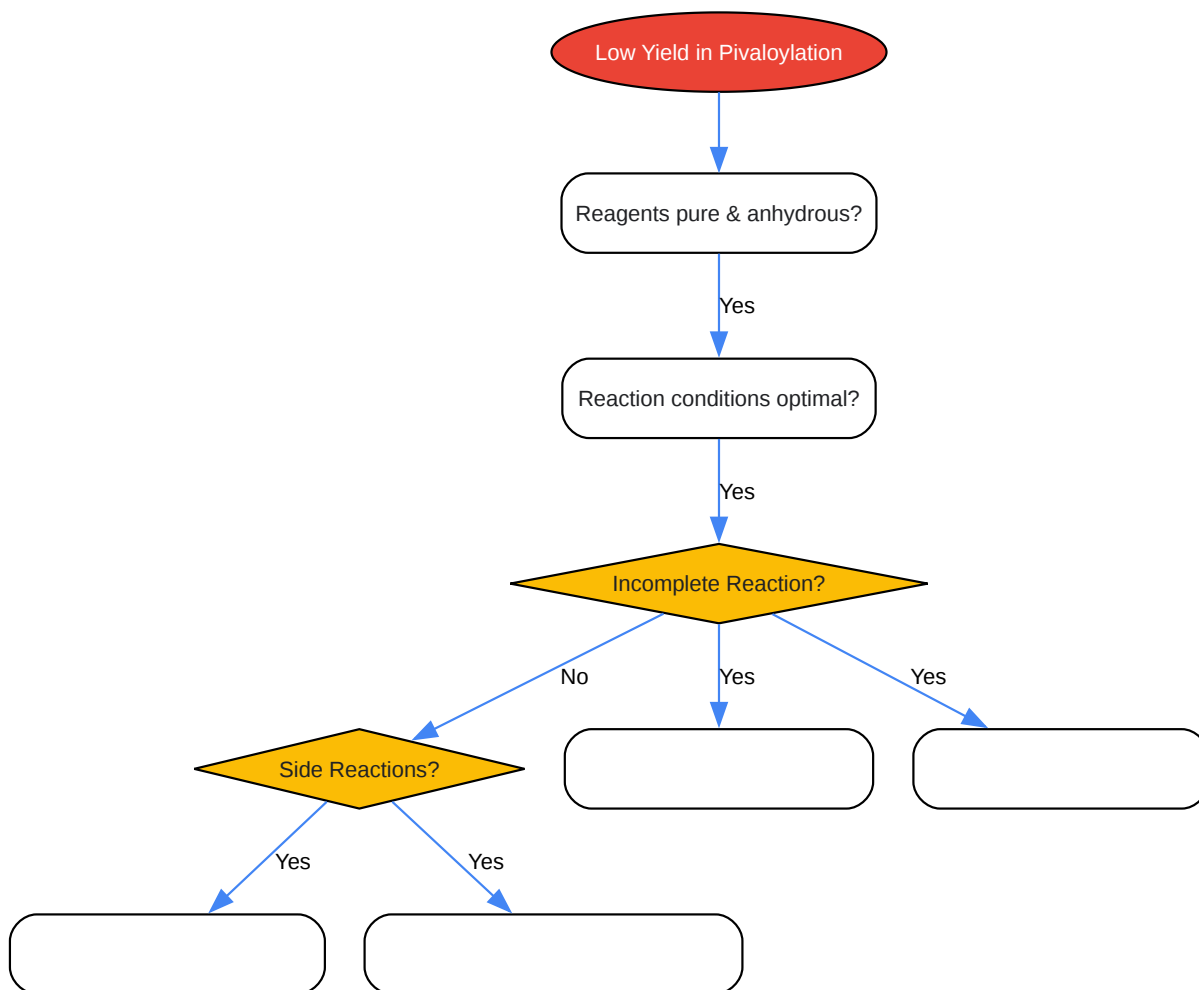 Low Yield in Pivaloylation
Reagents pure & anhydrous?
Yes
Reaction conditions optimal?
Yes
Incomplete Reaction?
No
Yes
Yes
Side Reactions?
Yes
Yes